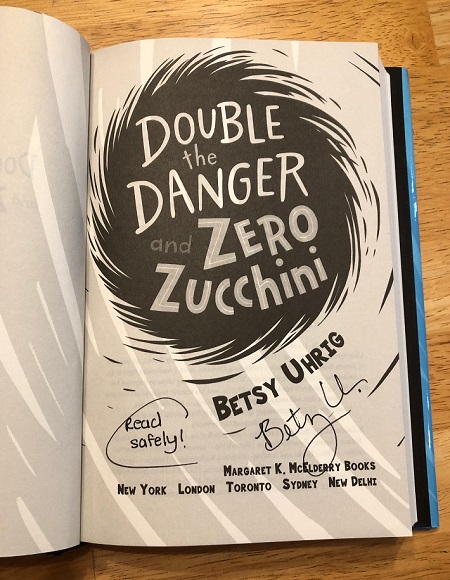 DOUBLE
the
DANGER
and ZERO
Zucchini
BETSY UHRIG
Read
safely!
Betsy U.
MARGARET K. McELDERRY BOOKS
NEW YORK LONDON TORONTO SYDNEY NEW DELHI